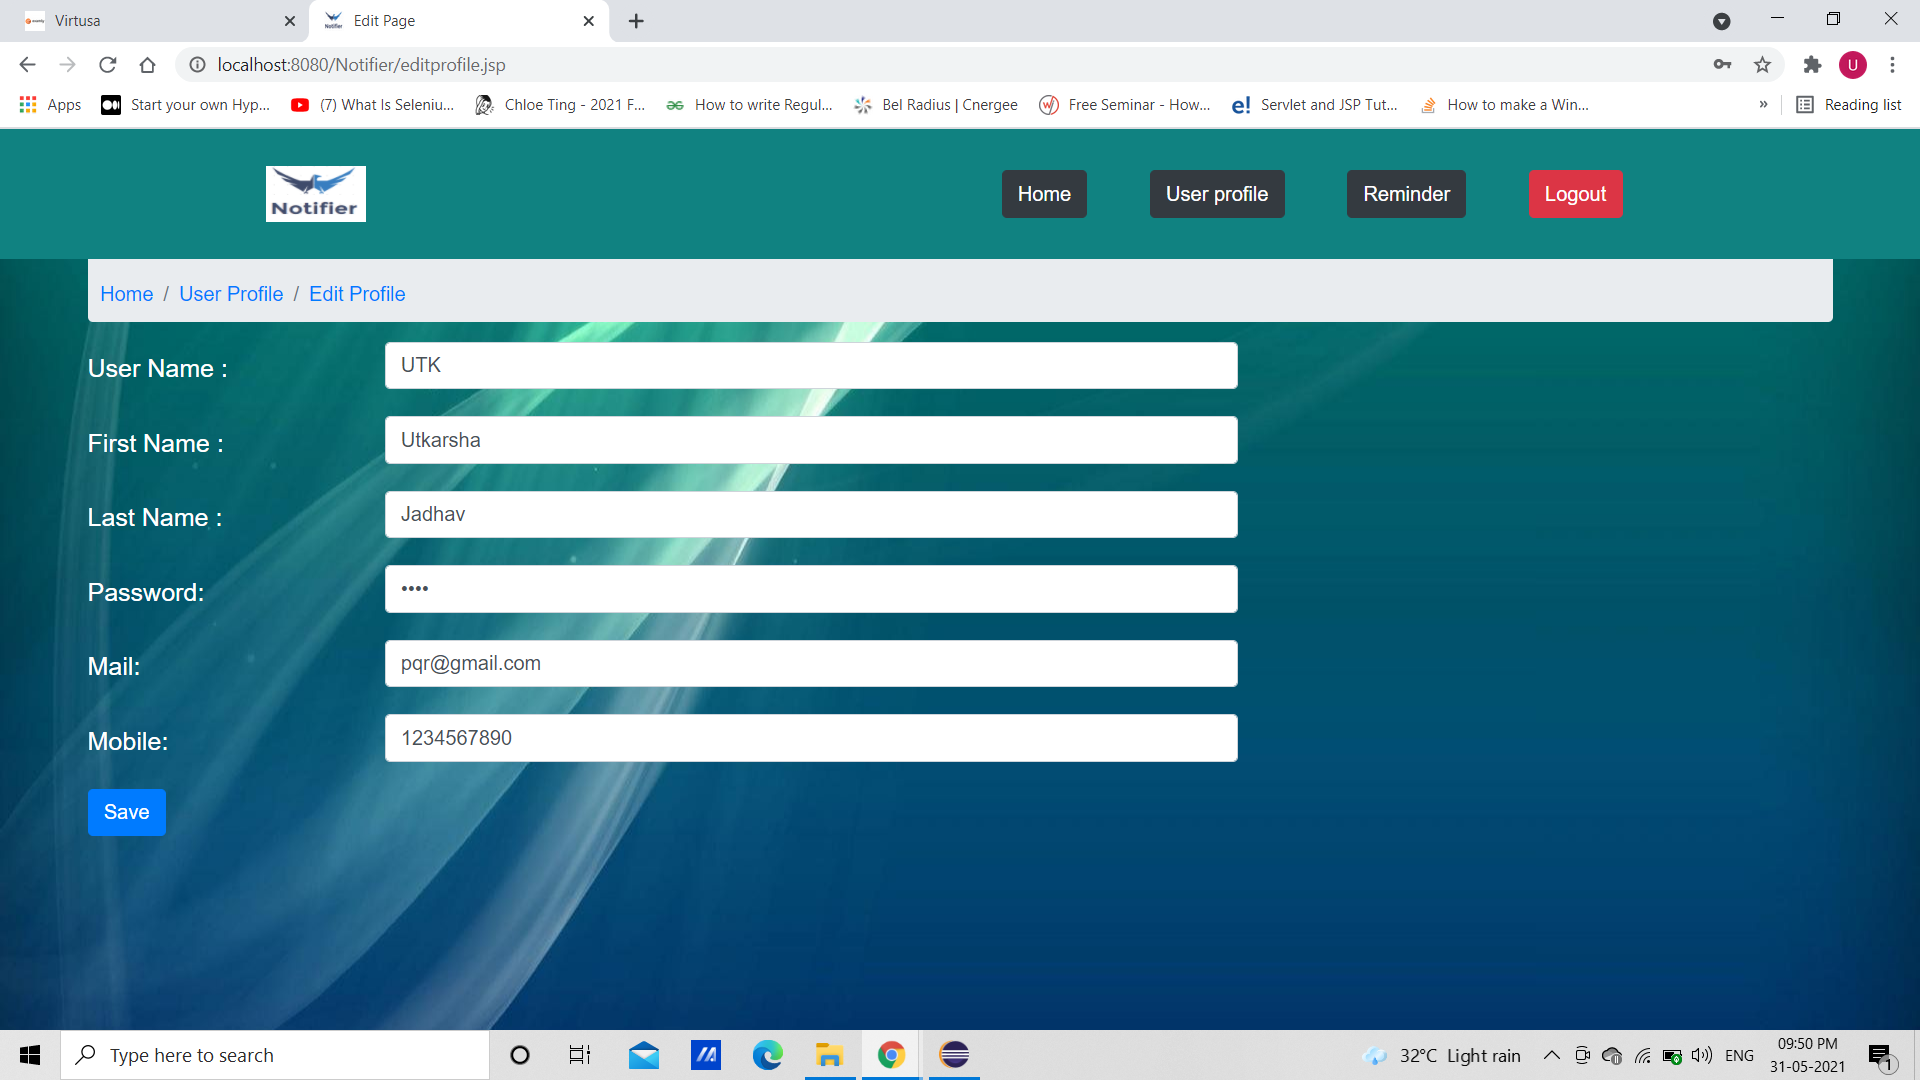 Virtusa
Edit Page
localhost:8080/Notifier/editprofile.jsp
U
Apps
Start your own Hyp...
(7) What Is Seleniu...
Chloe Ting - 2021 F...
How to write Regul...
Bel Radius | Cnergee
Free Seminar - How...
Servlet and JSP Tut...
How to make a Win...
»
Reading list
Notifier
Home
User profile
Reminder
Logout
Home / User Profile / Edit Profile
User Name :
UTK
First Name :
Utkarsha
Last Name :
Jadhav
Password:
••••
Mail:
pqr@gmail.com
Mobile:
1234567890
Save
Type here to search
32°C Light rain
ENG
09:50 PM
31-05-2021
1